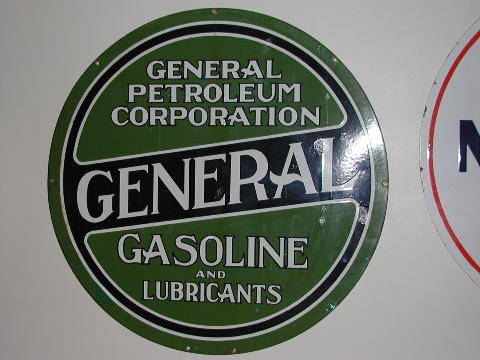 GENERAL
PETROLEUM
CORPORATION
GENERAL
GASOLINE
AND
LUBRICANTS